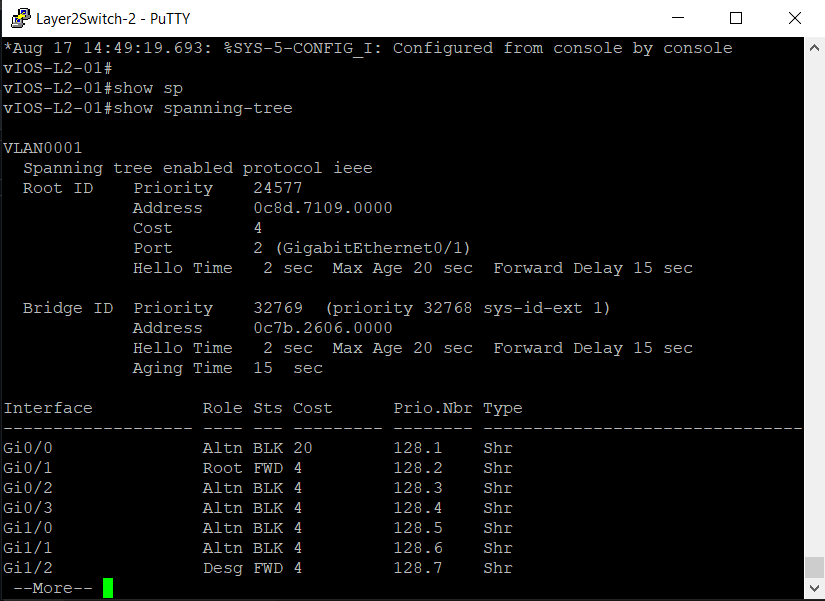 Layer2Switch-2 - PuTTY
*Aug 17 14:49:19.693: %SYS-5-CONFIG_I: Configured from console by console
vIOS-L2-01#
vIOS-L2-01#show sp
vIOS-L2-01#show spanning-tree

VLAN0001
  Spanning tree enabled protocol ieee
  Root ID    Priority    24577
             Address     0c8d.7109.0000
             Cost        4
             Port        2 (GigabitEthernet0/1)
             Hello Time   2 sec  Max Age 20 sec  Forward Delay 15 sec

  Bridge ID  Priority    32769  (priority 32768 sys-id-ext 1)
             Address     0c7b.2606.0000
             Hello Time   2 sec  Max Age 20 sec  Forward Delay 15 sec
             Aging Time  15  sec

Interface           Role Sts Cost      Prio.Nbr Type
------------------- ---- --- --------- -------- --------------------------------
Gi0/0               Altn BLK 20        128.1    Shr
Gi0/1               Root FWD 4         128.2    Shr
Gi0/2               Altn BLK 4         128.3    Shr
Gi0/3               Altn BLK 4         128.4    Shr
Gi1/0               Altn BLK 4         128.5    Shr
Gi1/1               Altn BLK 4         128.6    Shr
Gi1/2               Desg FWD 4         128.7    Shr
 --More--